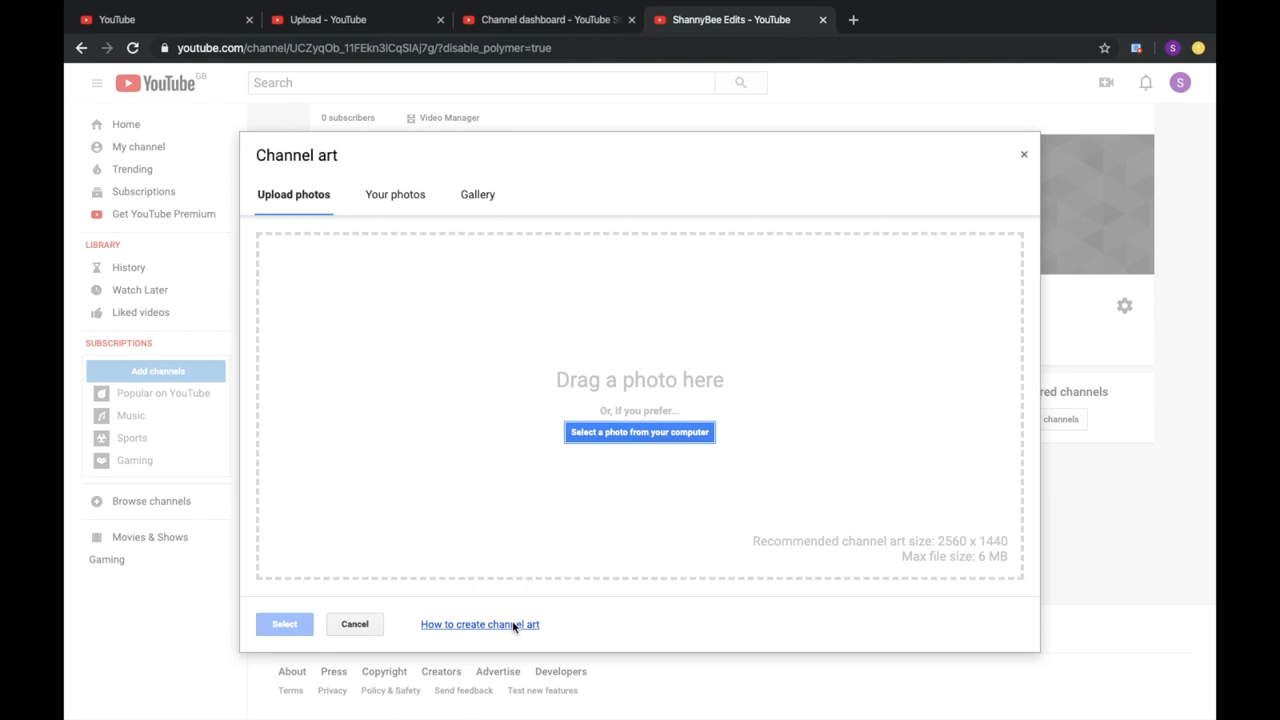 YouTube
Upload - YouTube
Channel dashboard - YouTube S
ShannyBee Edits - YouTube
youtube.com/channel/UCZyqOb_11FEkn3lCqSlAj7g/?disable_polymer=true
S
YouTube GB
Search
S
Home
My channel
Trending
Subscriptions
Get YouTube Premium
LIBRARY
History
Watch Later
Liked videos
SUBSCRIPTIONS
Add channels
Popular on YouTube
Music
Sports
Gaming
Browse channels
Movies & Shows
Gaming
0 subscribers
Video Manager
Channel art
Upload photos
Your photos
Gallery
Drag a photo here
Or, if you prefer...
Select a photo from your computer
Recommended channel art size: 2560 x 1440
Max file size: 6 MB
Select
Cancel
How to create channel art
red channels
channels
About Press Copyright Creators Advertise Developers
Terms Privacy Policy & Safety Send feedback Test new features